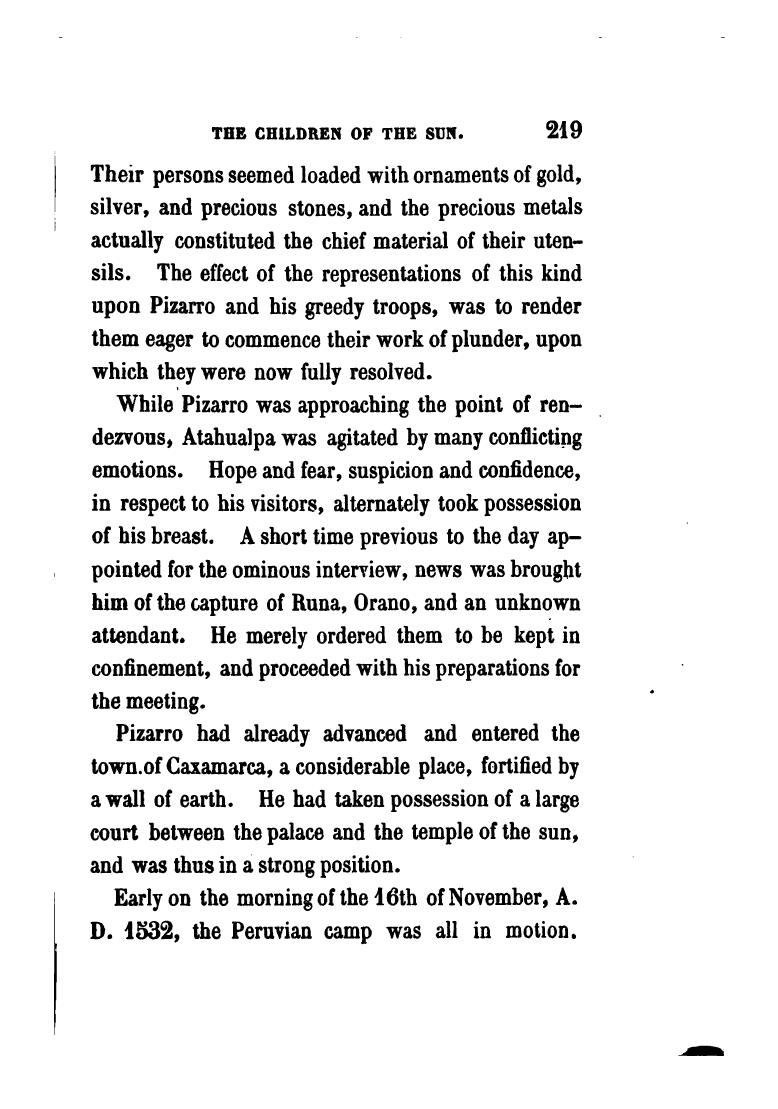 THE CHILDREN OF THE SUN. 219
Their persons seemed loaded with ornaments of gold,
silver, and precious stones, and the precious metals
actually constituted the chief material of their uten-
sils. The effect of the representations of this kind
upon Pizarro and his greedy troops, was to render
them eager to commence their work of plunder, upon
which they were now fully resolved.
While Pizarro was approaching the point of ren-
dezvous, Atahualpa was agitated by many conflicting
emotions. Hope and fear, suspicion and confidence,
in respect to his visitors, alternately took possession
of his breast. A short time previous to the day ap-
pointed for the ominous interview, news was brought
him of the capture of Runa, Orano, and an unknown
attendant. He merely ordered them to be kept in
confinement, and proceeded with his preparations for
the meeting.
Pizarro had already advanced and entered the
town.of Caxamarca, a considerable place, fortified by
a wall of earth. He had taken possession of a large
court between the palace and the temple of the sun,
and was thus in a strong position.
Early on the morning of the 16th of November, A.
D. 1532, the Peruvian camp was all in motion.